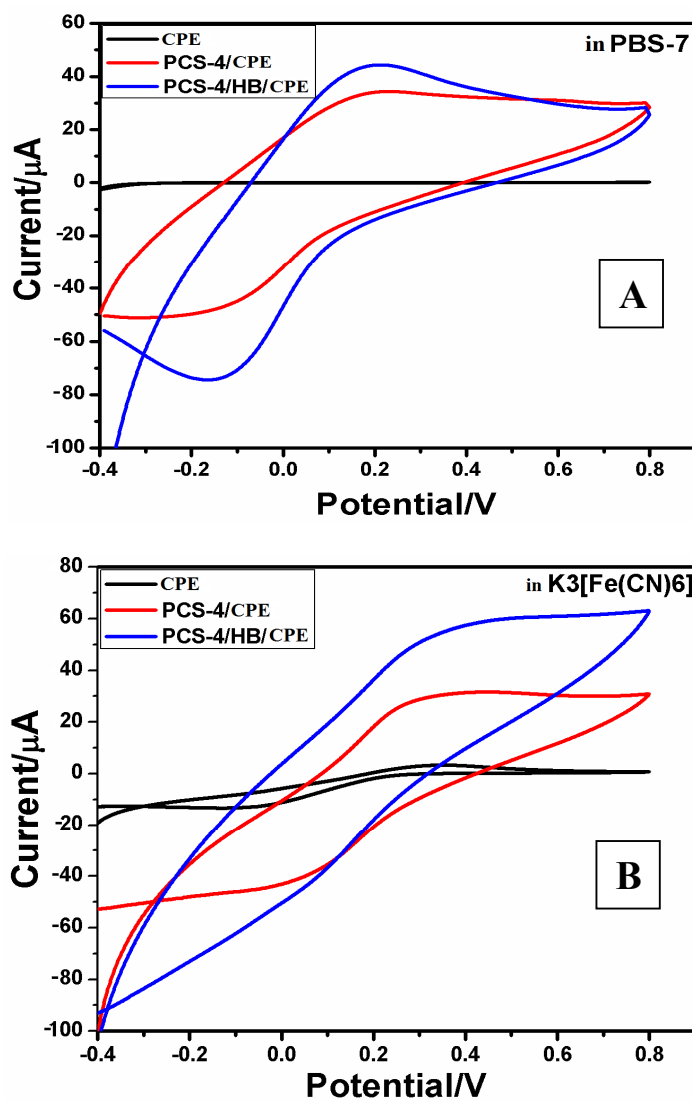 60
40
20
0
-20
-40
-60
-80
-100
Current/µA
CPE
PCS-4/CPE
PCS-4/HB/CPE
in PBS-7
A
-0.4 -0.2 0.0 0.2 0.4 0.6 0.8
Potential/V
80
60
40
20
0
-20
-40
-60
-80
-100
Current/µA
CPE
PCS-4/CPE
PCS-4/HB/CPE
in K3[Fe(CN)6]
B
-0.4 -0.2 0.0 0.2 0.4 0.6 0.8
Potential/V